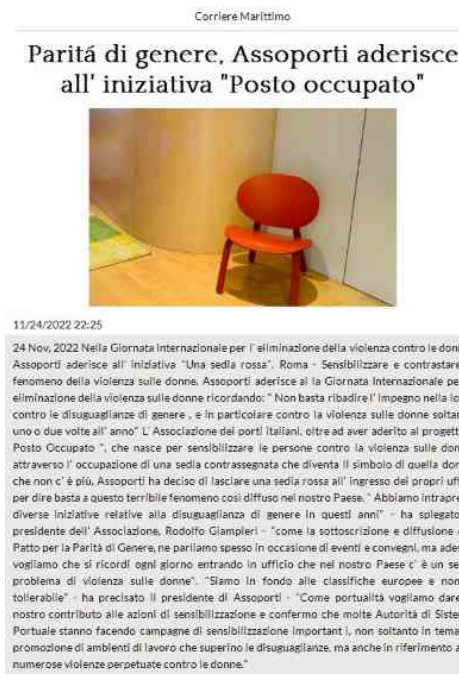 Corriere Marittimo
Paritá di genere, Assoporti aderisce
all' iniziativa "Posto occupato"
11/24/2022 22:25
24 Nov, 2022 Nella Giornata Internazionale per l' eliminazione della violenza contro le donn
Assoporti aderisce all' iniziativa "Una sedia rossa". Roma - Sensibilizzare e contrastare
fenomeno della violenza sulle donne. Assoporti aderisce al la Giornata Internazionale pe
eliminazione della violenza sulle donne ricordando: " Non basta ribadire l' impegno nella lo
contro le disuguaglianze di genere , e in particolare contro la violenza sulle donne soltan
uno o due volte all' anno" L' Associazione dei porti italiani, oltre ad aver aderito al progett
Posto Occupato ", che nasce per sensibilizzare le persone contro la violenza sulle don
attraverso l' occupazione di una sedia contrassegnata che diventa il simbolo di quella don
che non c' è più, Assoporti ha deciso di lasciare una sedia rossa all' ingresso dei propri uff
per dire basta a questo terribile fenomeno così diffuso nel nostro Paese. " Abbiamo intrapre
diverse iniziative relative alla disuguaglianza di genere in questi anni" - ha spiegato
presidente dell' Associazione, Rodolfo Giampieri - "come la sottoscrizione e diffusione
Patto per la Parità di Genere, ne parliamo spesso in occasione di eventi e convegni, ma ades
vogliamo che si ricordi ogni giorno entrando in ufficio che nel nostro Paese c' è un se
problema di violenza sulle donne". "Siamo in fondo alle classifiche europee e non
tollerabile" - ha precisato il presidente di Assoporti - "Come portualità vogliamo dare
nostro contributo alle azioni di sensibilizzazione e confermo che molte Autorità di Siste
Portuale stanno facendo campagne di sensibilizzazione important i, non soltanto in tema
promozione di ambienti di lavoro che superino le disuguaglianze, ma anche in riferimento a
numerose violenze perpetuate contro le donne."